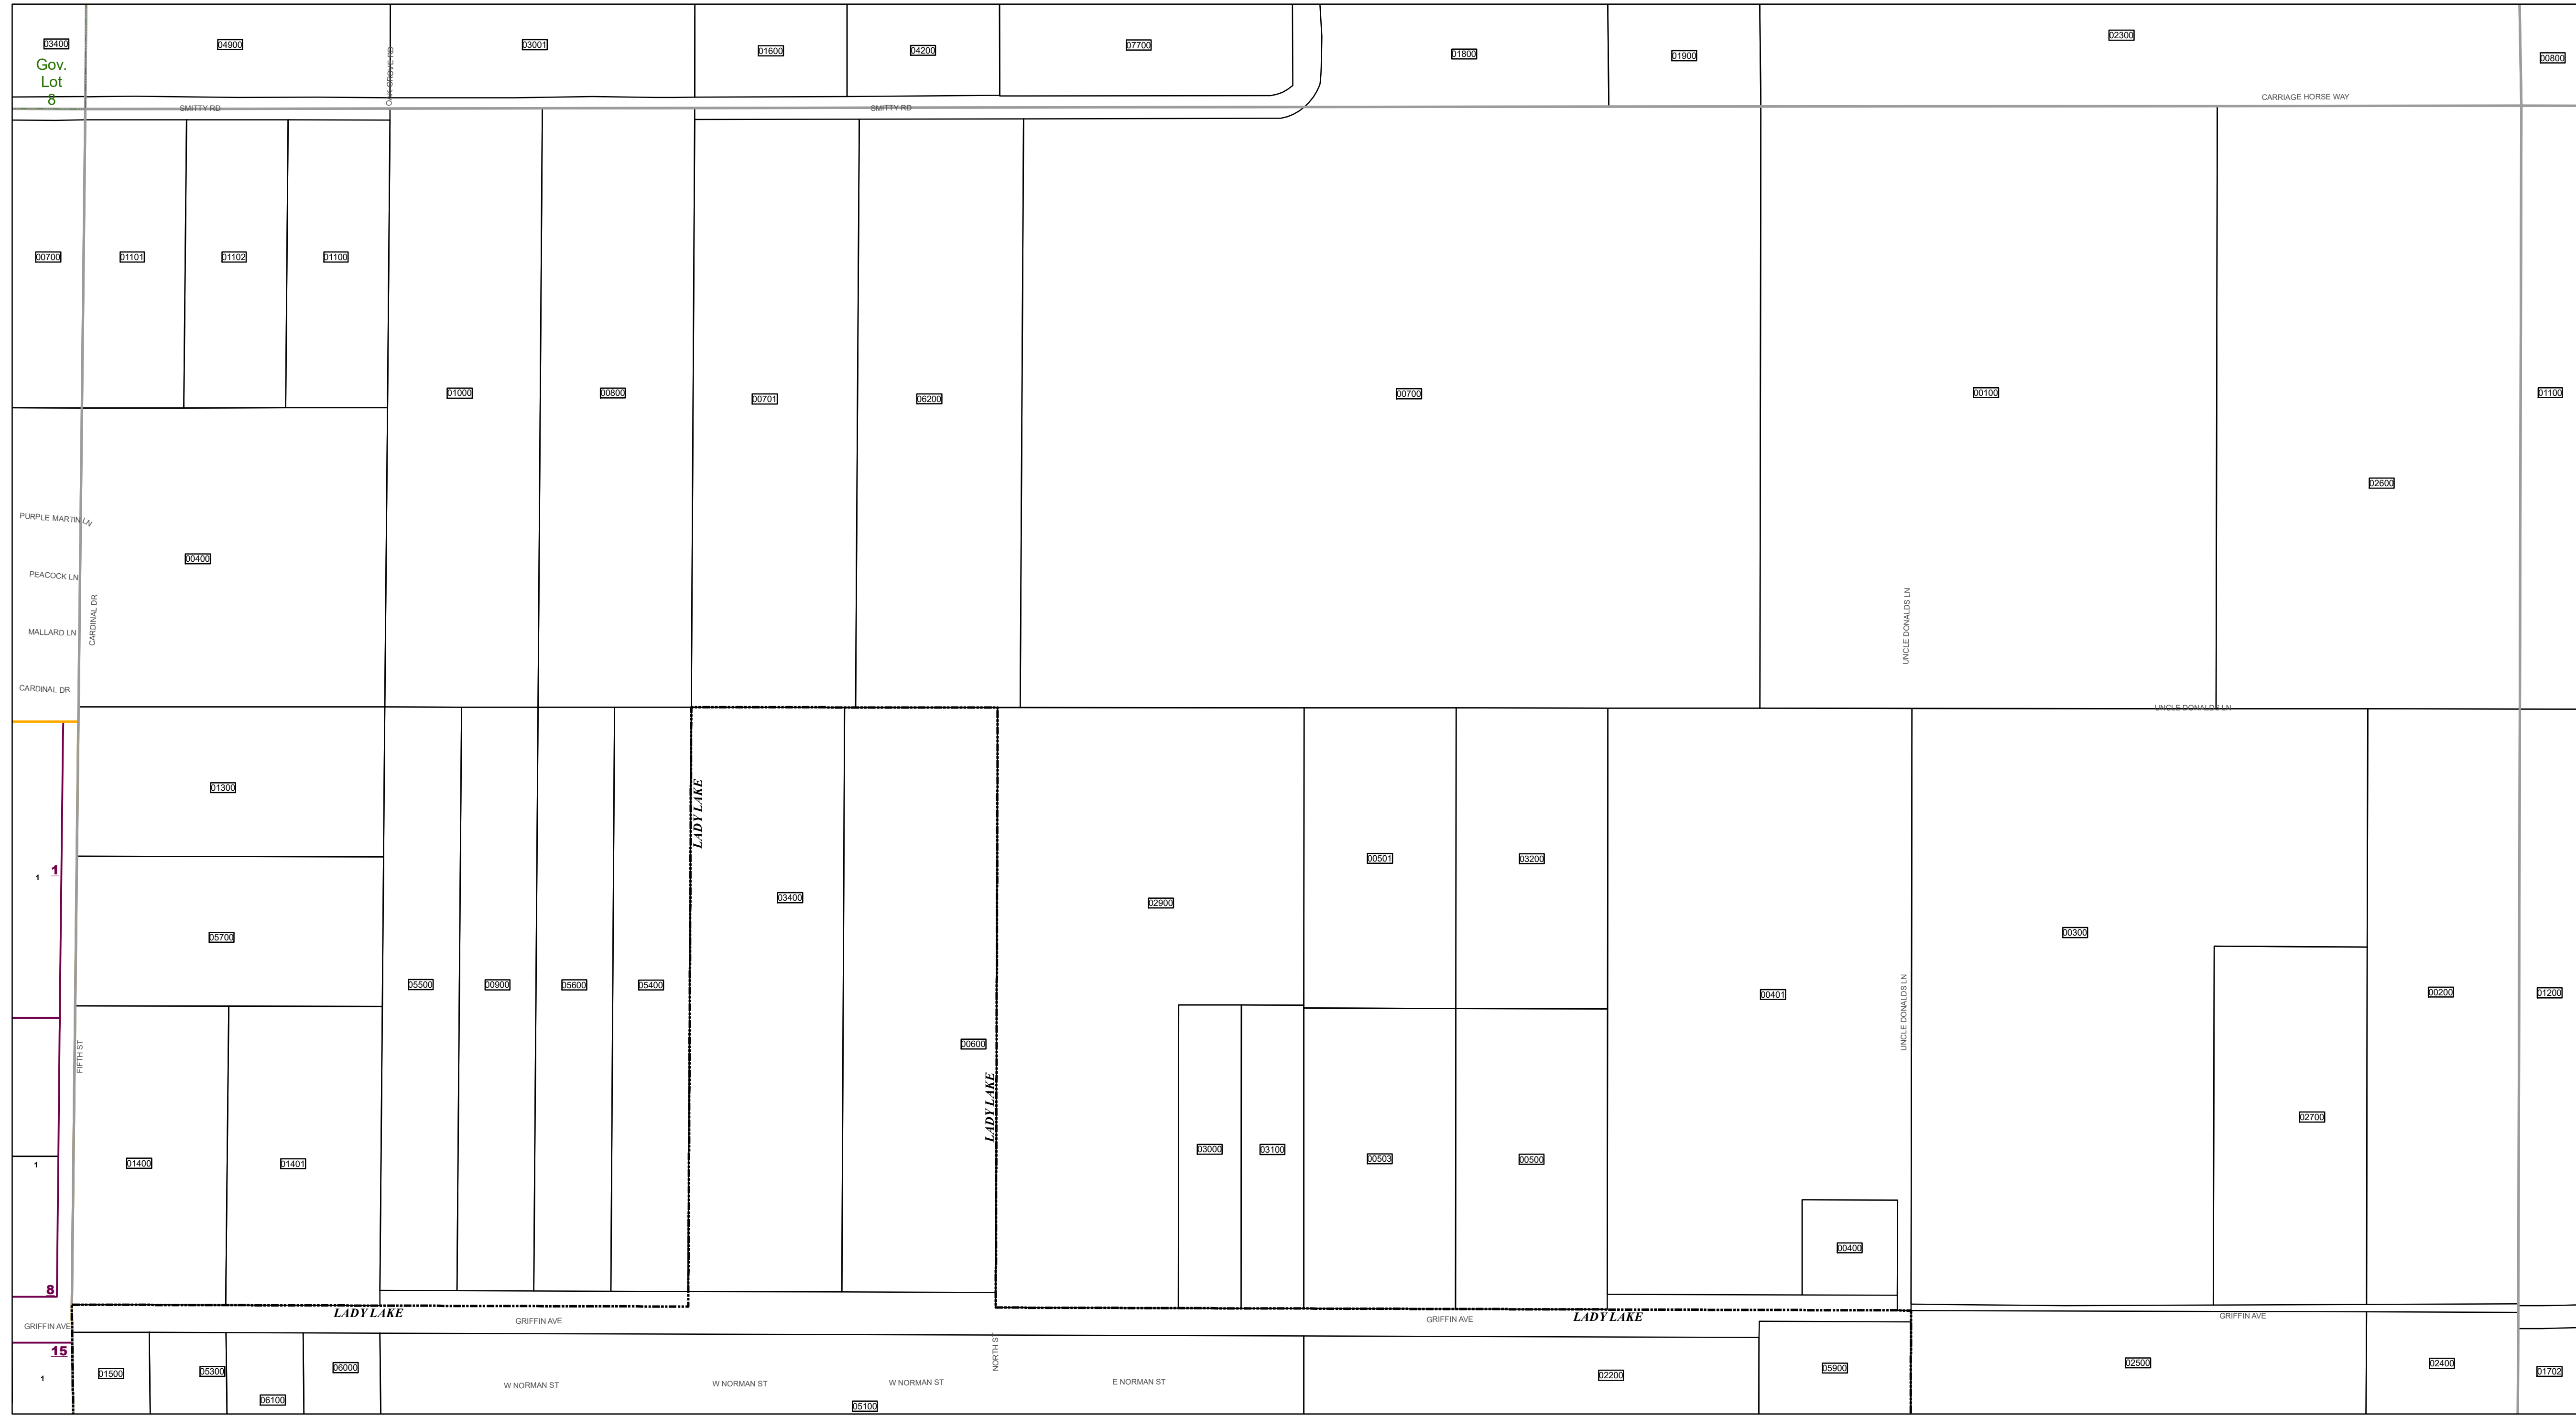 03400
04900
03001
01600
04200
07700
01800
01900
02300
00800
Gov.
Lot
8
OAK GROVE RD
SMITTY RD
SMITTY RD
CARRIAGE HORSE WAY
00700
01101
01102
01100
01000
00800
00701
06200
00700
00100
01100
02600
PURPLE MARTIN LN
00400
PEACOCK LN
CARDINAL DR
MALLARD LN
UNCLE DONALDS LN
CARDINAL DR
UNCLE DONALDS LN
01300
LADY LAKE
1
1
00501
03200
03400
02900
00300
05700
05500
00900
05600
05400
00401
UNCLE DONALDS LN
00200
01200
FIFTH ST
00600
LADY LAKE
02700
1
01400
01401
03000
03100
00503
00500
00400
8
LADY LAKE
LADY LAKE
GRIFFIN AVE
GRIFFIN AVE
GRIFFIN AVE
GRIFFIN AVE
15
1
01500
05300
06000
06100
NORTH ST
W NORMAN ST
W NORMAN ST
W NORMAN ST
E NORMAN ST
05100
02200
05900
02500
02400
01702